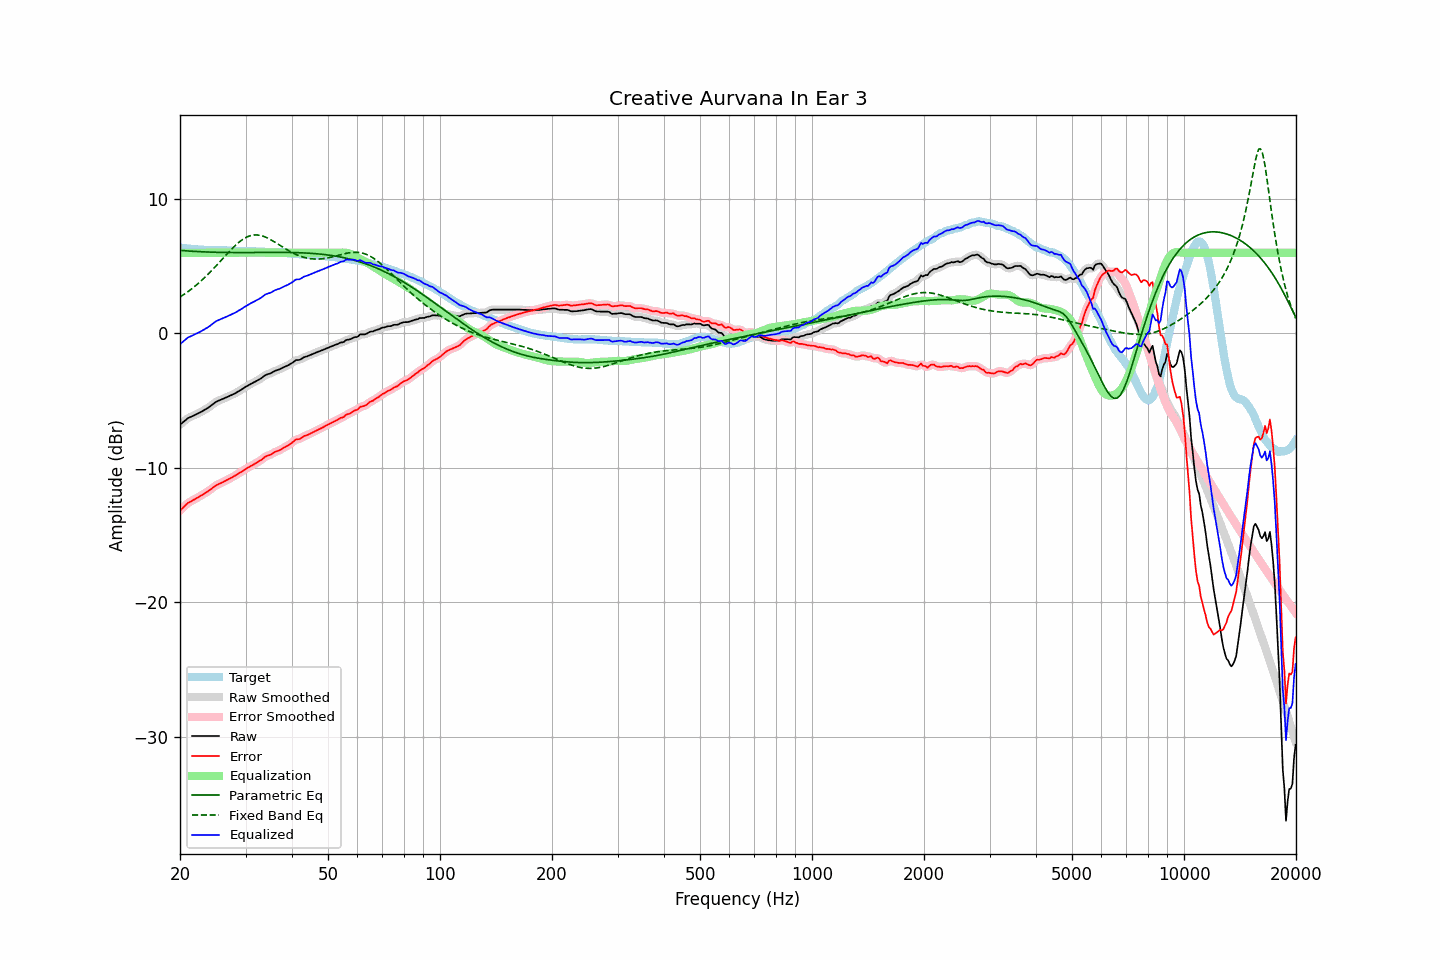 Creative Aurvana In Ear 3
Amplitude (dBr)
10
0
−10
−20
−30
Target
Raw Smoothed
Error Smoothed
Raw
Error
Equalization
Parametric Eq
Fixed Band Eq
Equalized
20 50 100 200 500 1000 2000 5000 10000 20000
Frequency (Hz)